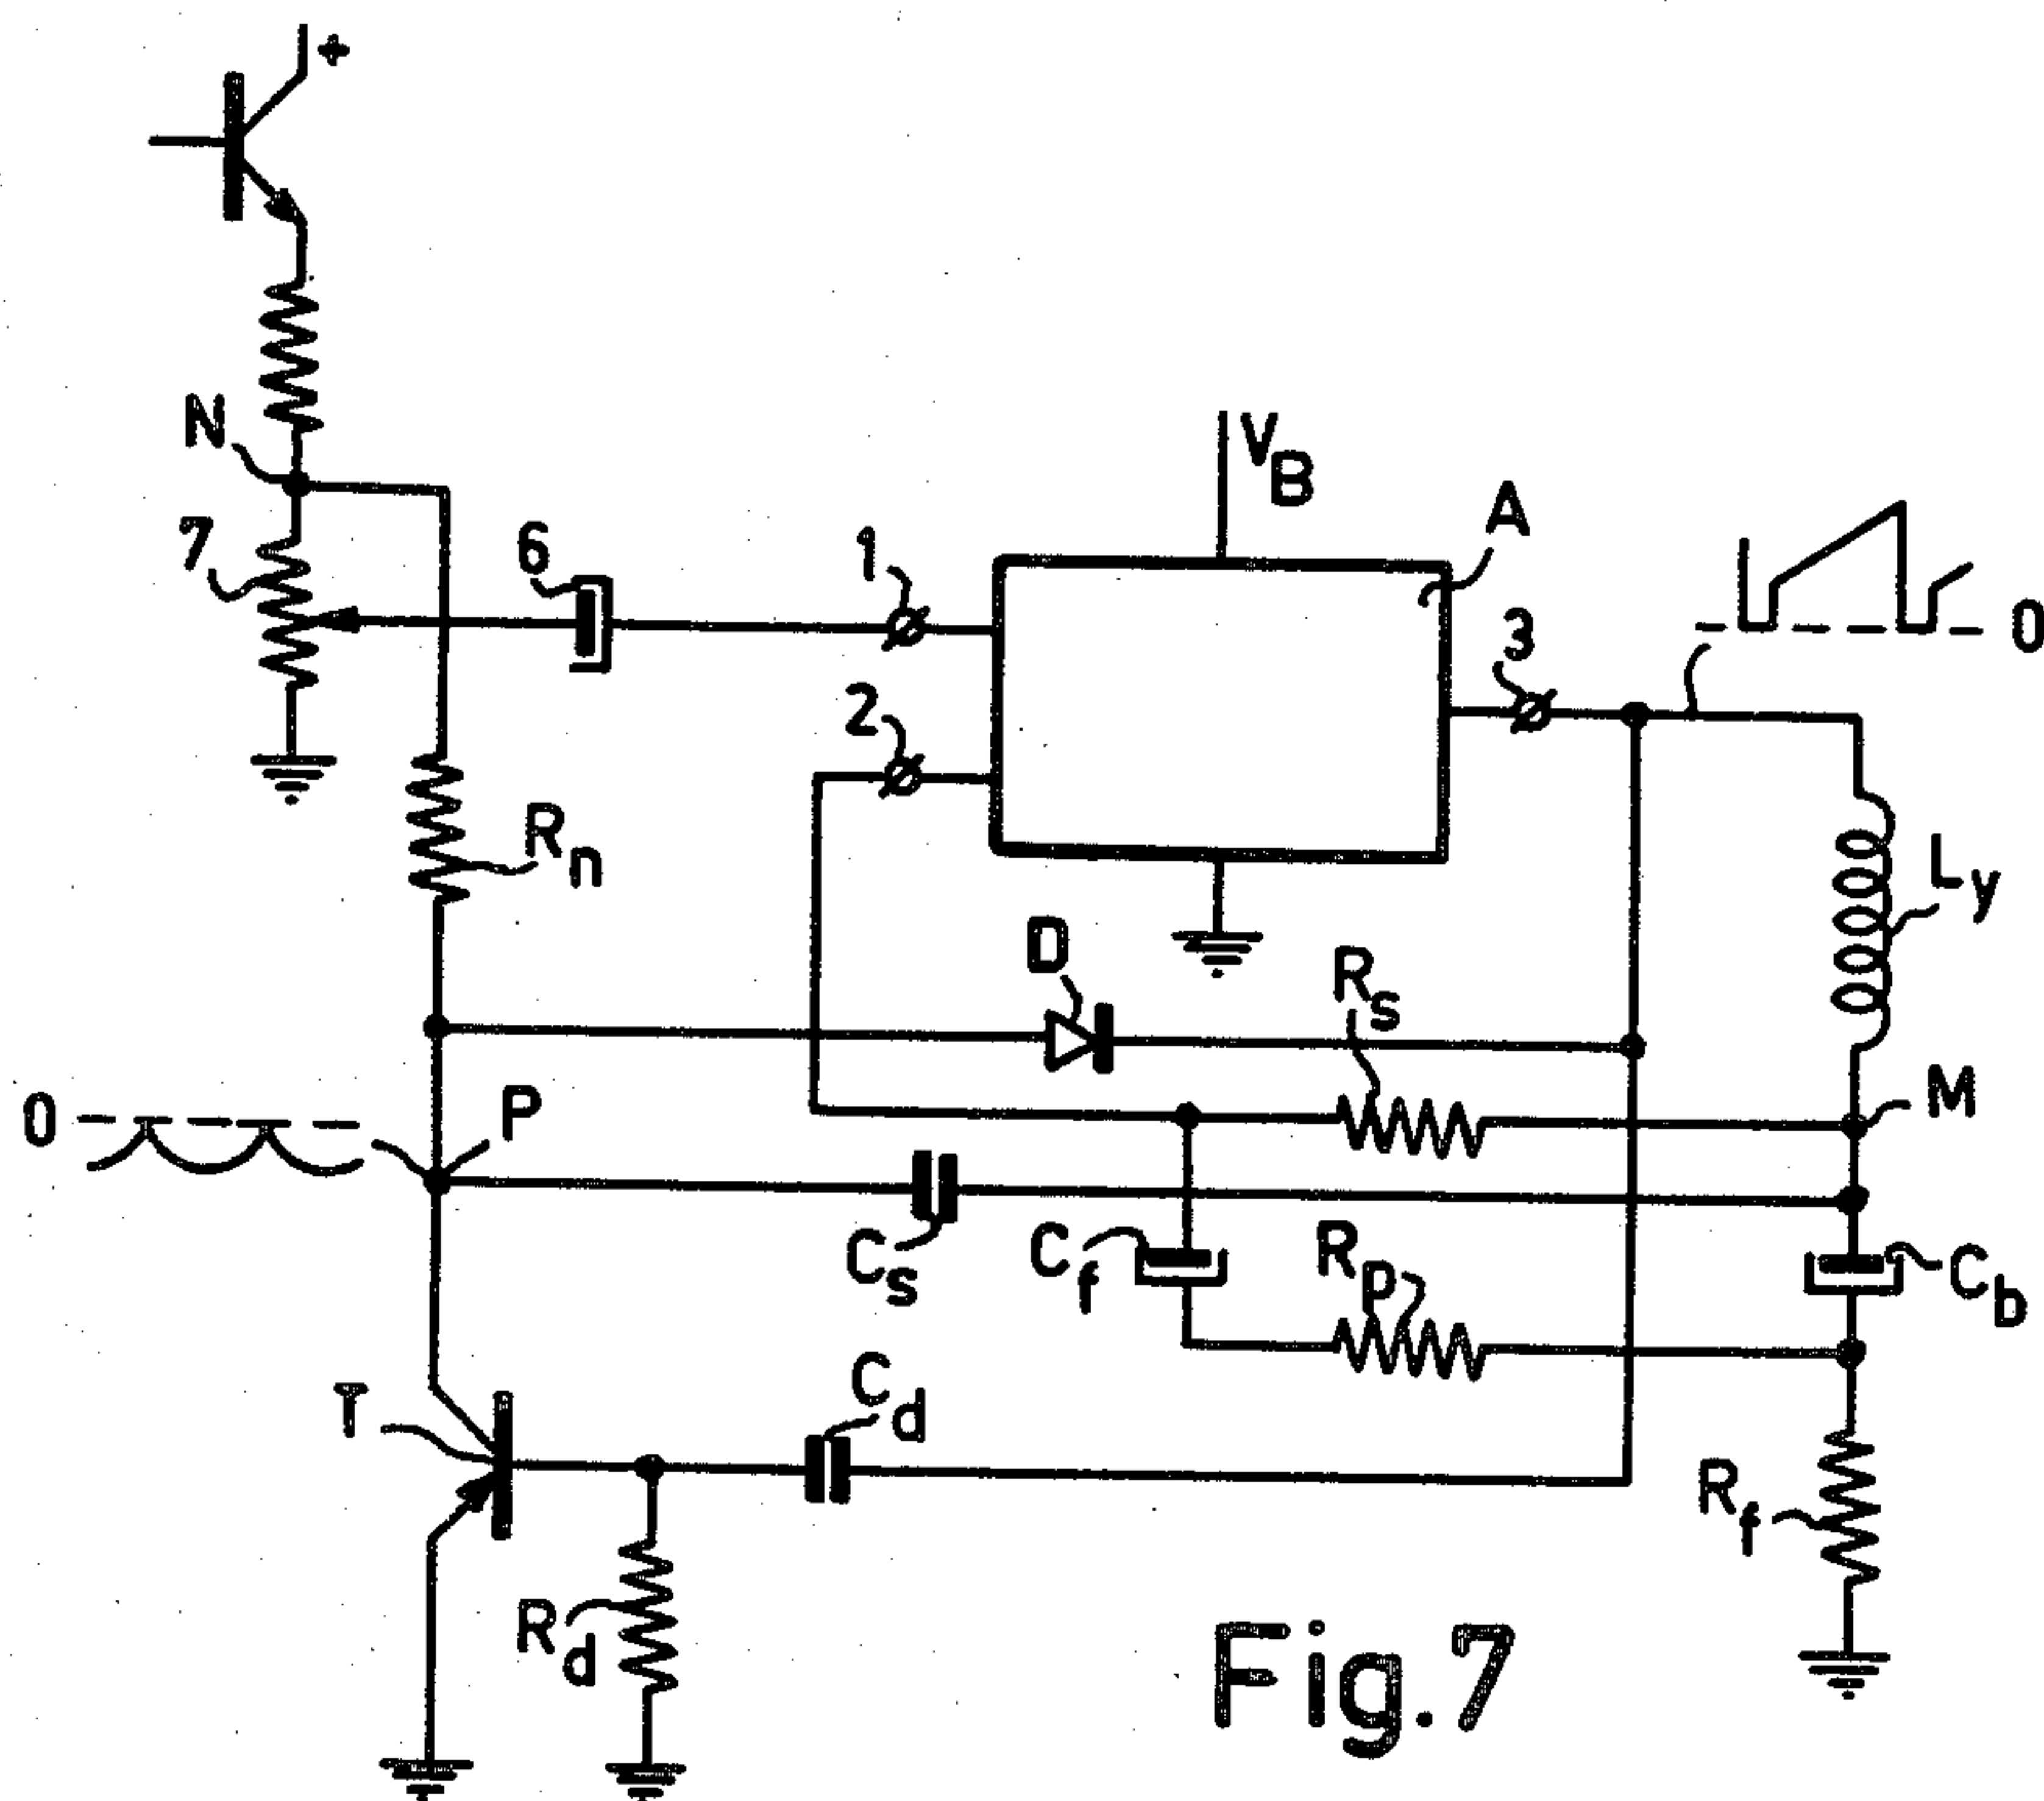 +
N
7
6
1
V_B
A
3
0
2
R_n
L_y
D
R_s
M
0
P
C_s
C_f
R_p
C_b
T
C_d
R_f
R_d
Fig.7